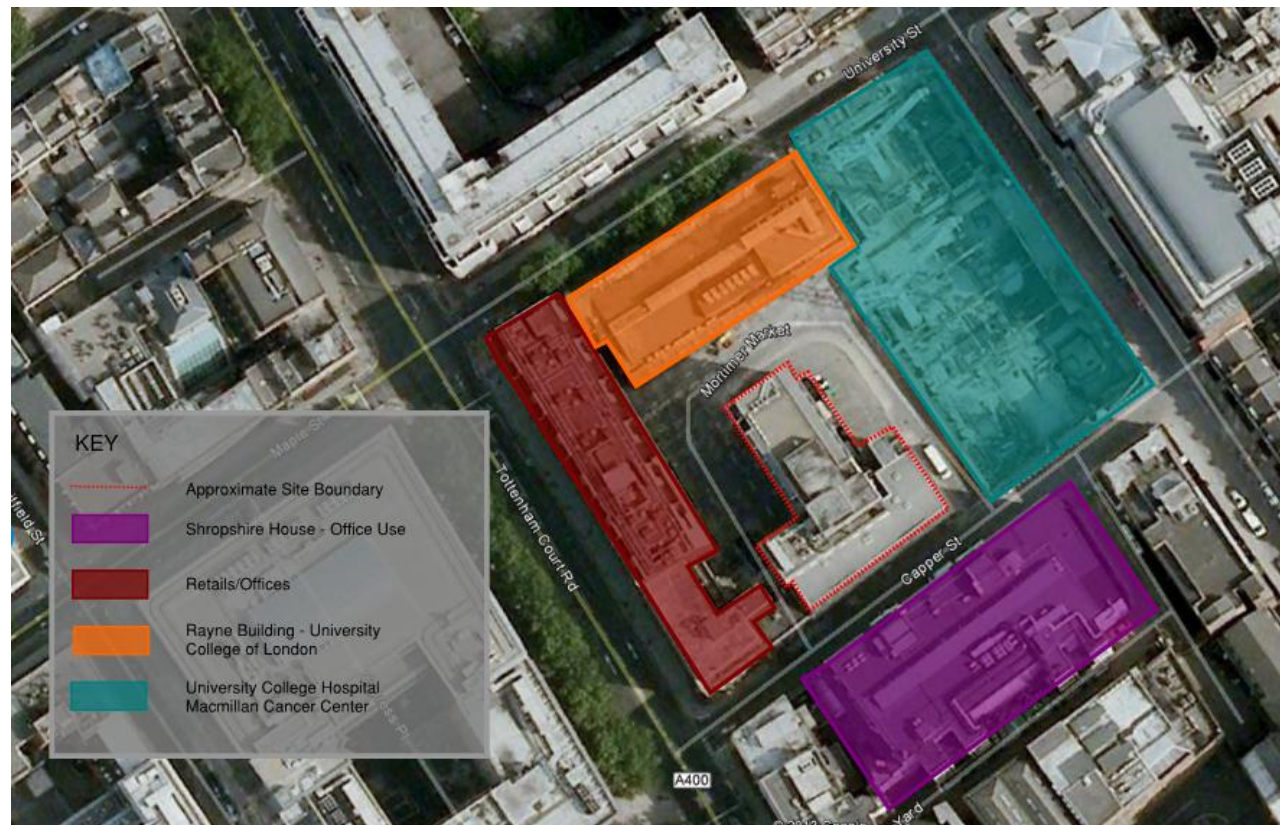 University St
Mortimer Market
KEY
Maple St
Approximate Site Boundary
Tottenham Court Rd
Shropshire House - Office Use
Capper St
Retails/Offices
Rayne Building - University
College of London
University College Hospital
Macmillan Cancer Center
A400
Yard